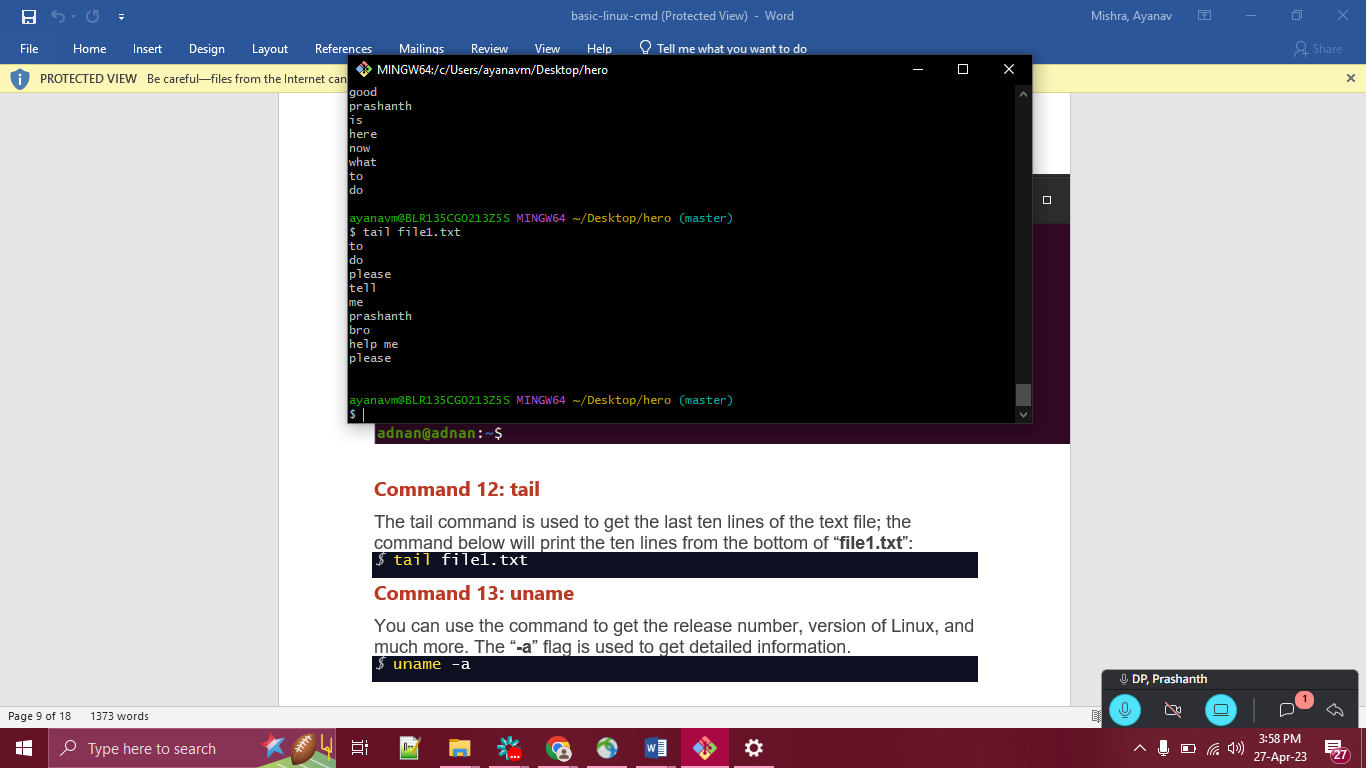 basic-linux-cmd (Protected View) - Word
Mishra, Ayanav
File Home Insert Design Layout References Mailings Review View Help Tell me what you want to do Share
PROTECTED VIEW Be careful—files from the Internet can
MINGW64:/c/Users/ayanavm/Desktop/hero
good
prashanth
is
here
now
what
to
do
ayanavm@BLR135CGO213Z5S MINGW64 ~/Desktop/hero (master)
$ tail file1.txt
to
do
please
tell
me
prashanth
bro
help me
please
ayanavm@BLR135CGO213Z5S MINGW64 ~/Desktop/hero (master)
$
adnan@adnan:~$
Command 12: tail
The tail command is used to get the last ten lines of the text file; the
command below will print the ten lines from the bottom of “file1.txt”:
$ tail file1.txt
Command 13: uname
You can use the command to get the release number, version of Linux, and
much more. The “-a” flag is used to get detailed information.
$ uname -a
DP, Prashanth
1
Page 9 of 18 1373 words
Type here to search
3:58 PM
27-Apr-23
27